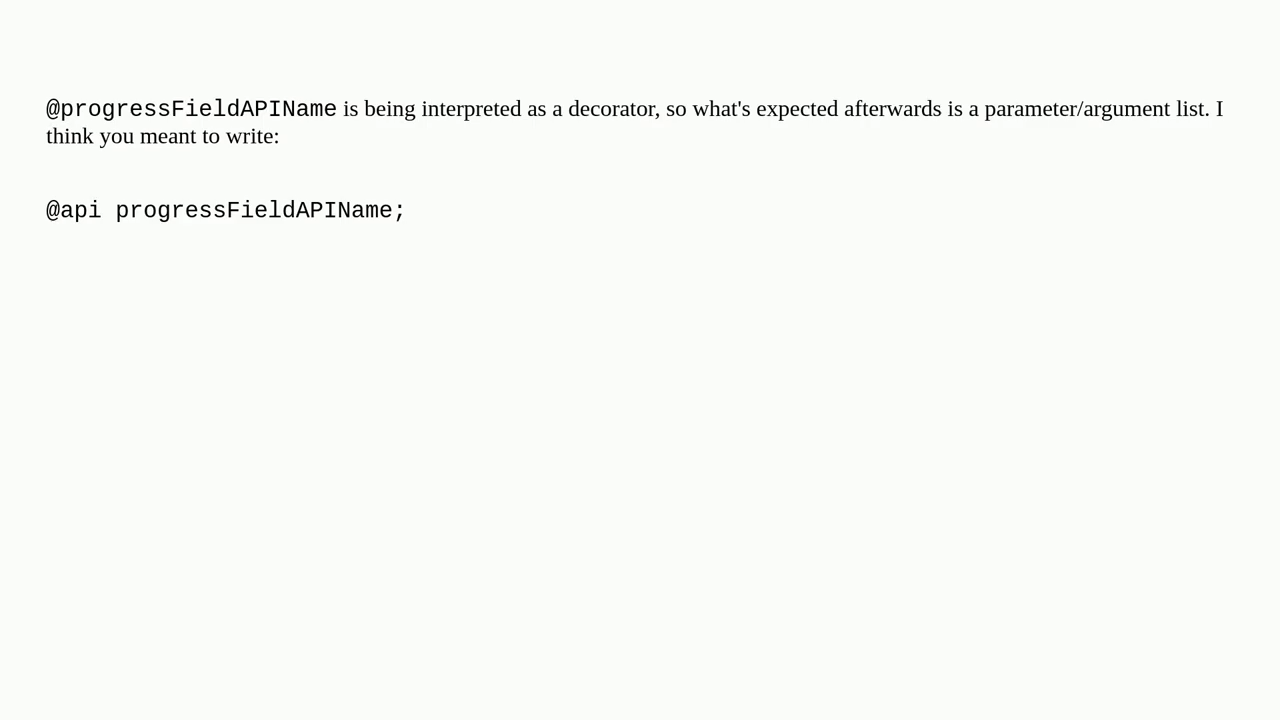 @progressFieldAPIName is being interpreted as a decorator, so what's expected afterwards is a parameter/argument list. I
think you meant to write:
@api progressFieldAPIName;